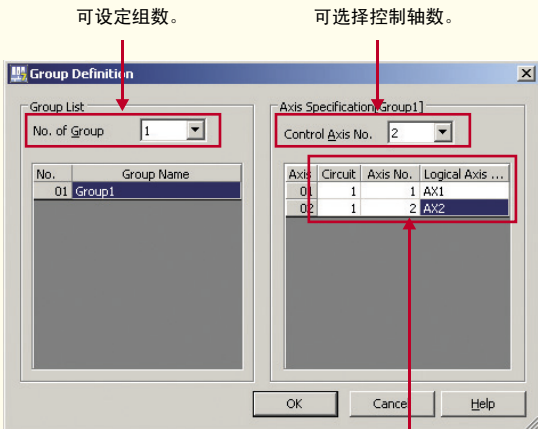 可设定组数。 可选择控制轴数。
Group Definition
Group List
No. of Group 1
No. Group Name
01 Group1
Axis Specification[Group1]
Control Axis No. 2
Axis Circuit Axis No. Logical Axis ...
01 1 1 AX1
02 1 2 AX2
OK Cancel Help